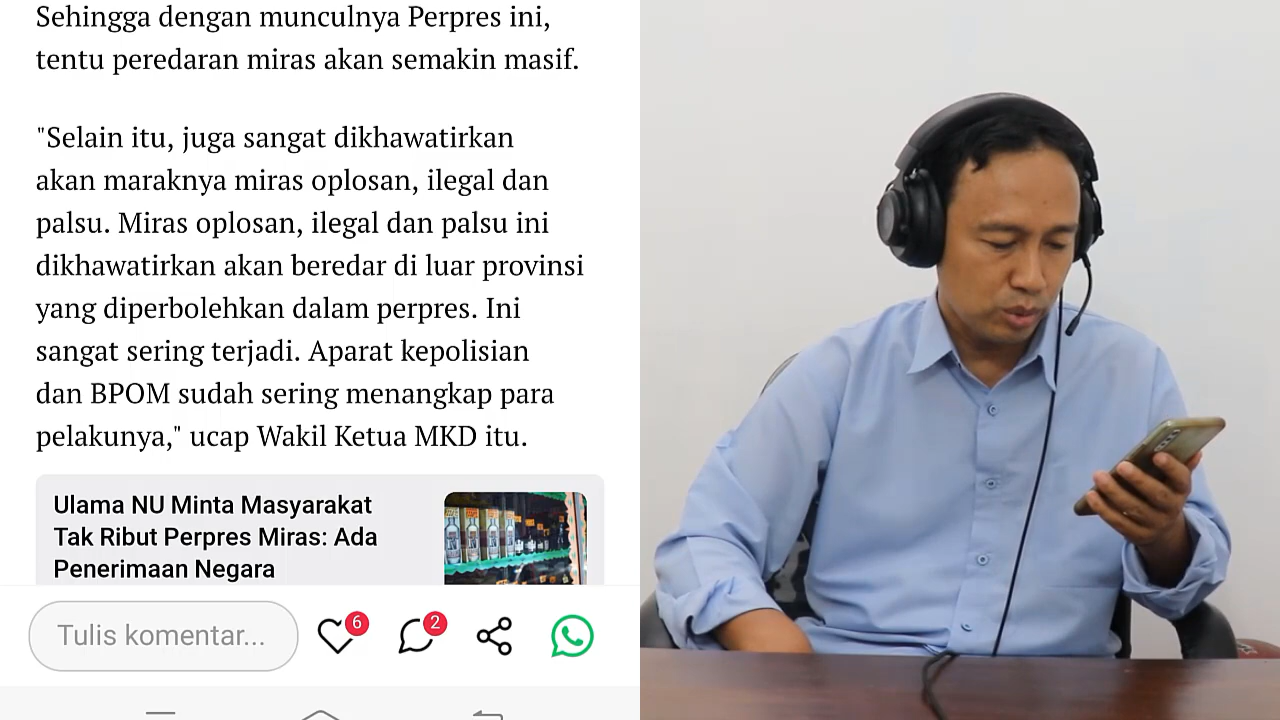 Sehingga dengan munculnya Perpres ini,
tentu peredaran miras akan semakin masif.
"Selain itu, juga sangat dikhawatirkan
akan maraknya miras oplosan, ilegal dan
palsu. Miras oplosan, ilegal dan palsu ini
dikhawatirkan akan beredar di luar provinsi
yang diperbolehkan dalam perpres. Ini
sangat sering terjadi. Aparat kepolisian
dan BPOM sudah sering menangkap para
pelakunya," ucap Wakil Ketua MKD itu.
Ulama NU Minta Masyarakat
Tak Ribut Perpres Miras: Ada
Penerimaan Negara
Tulis komentar...
6
2